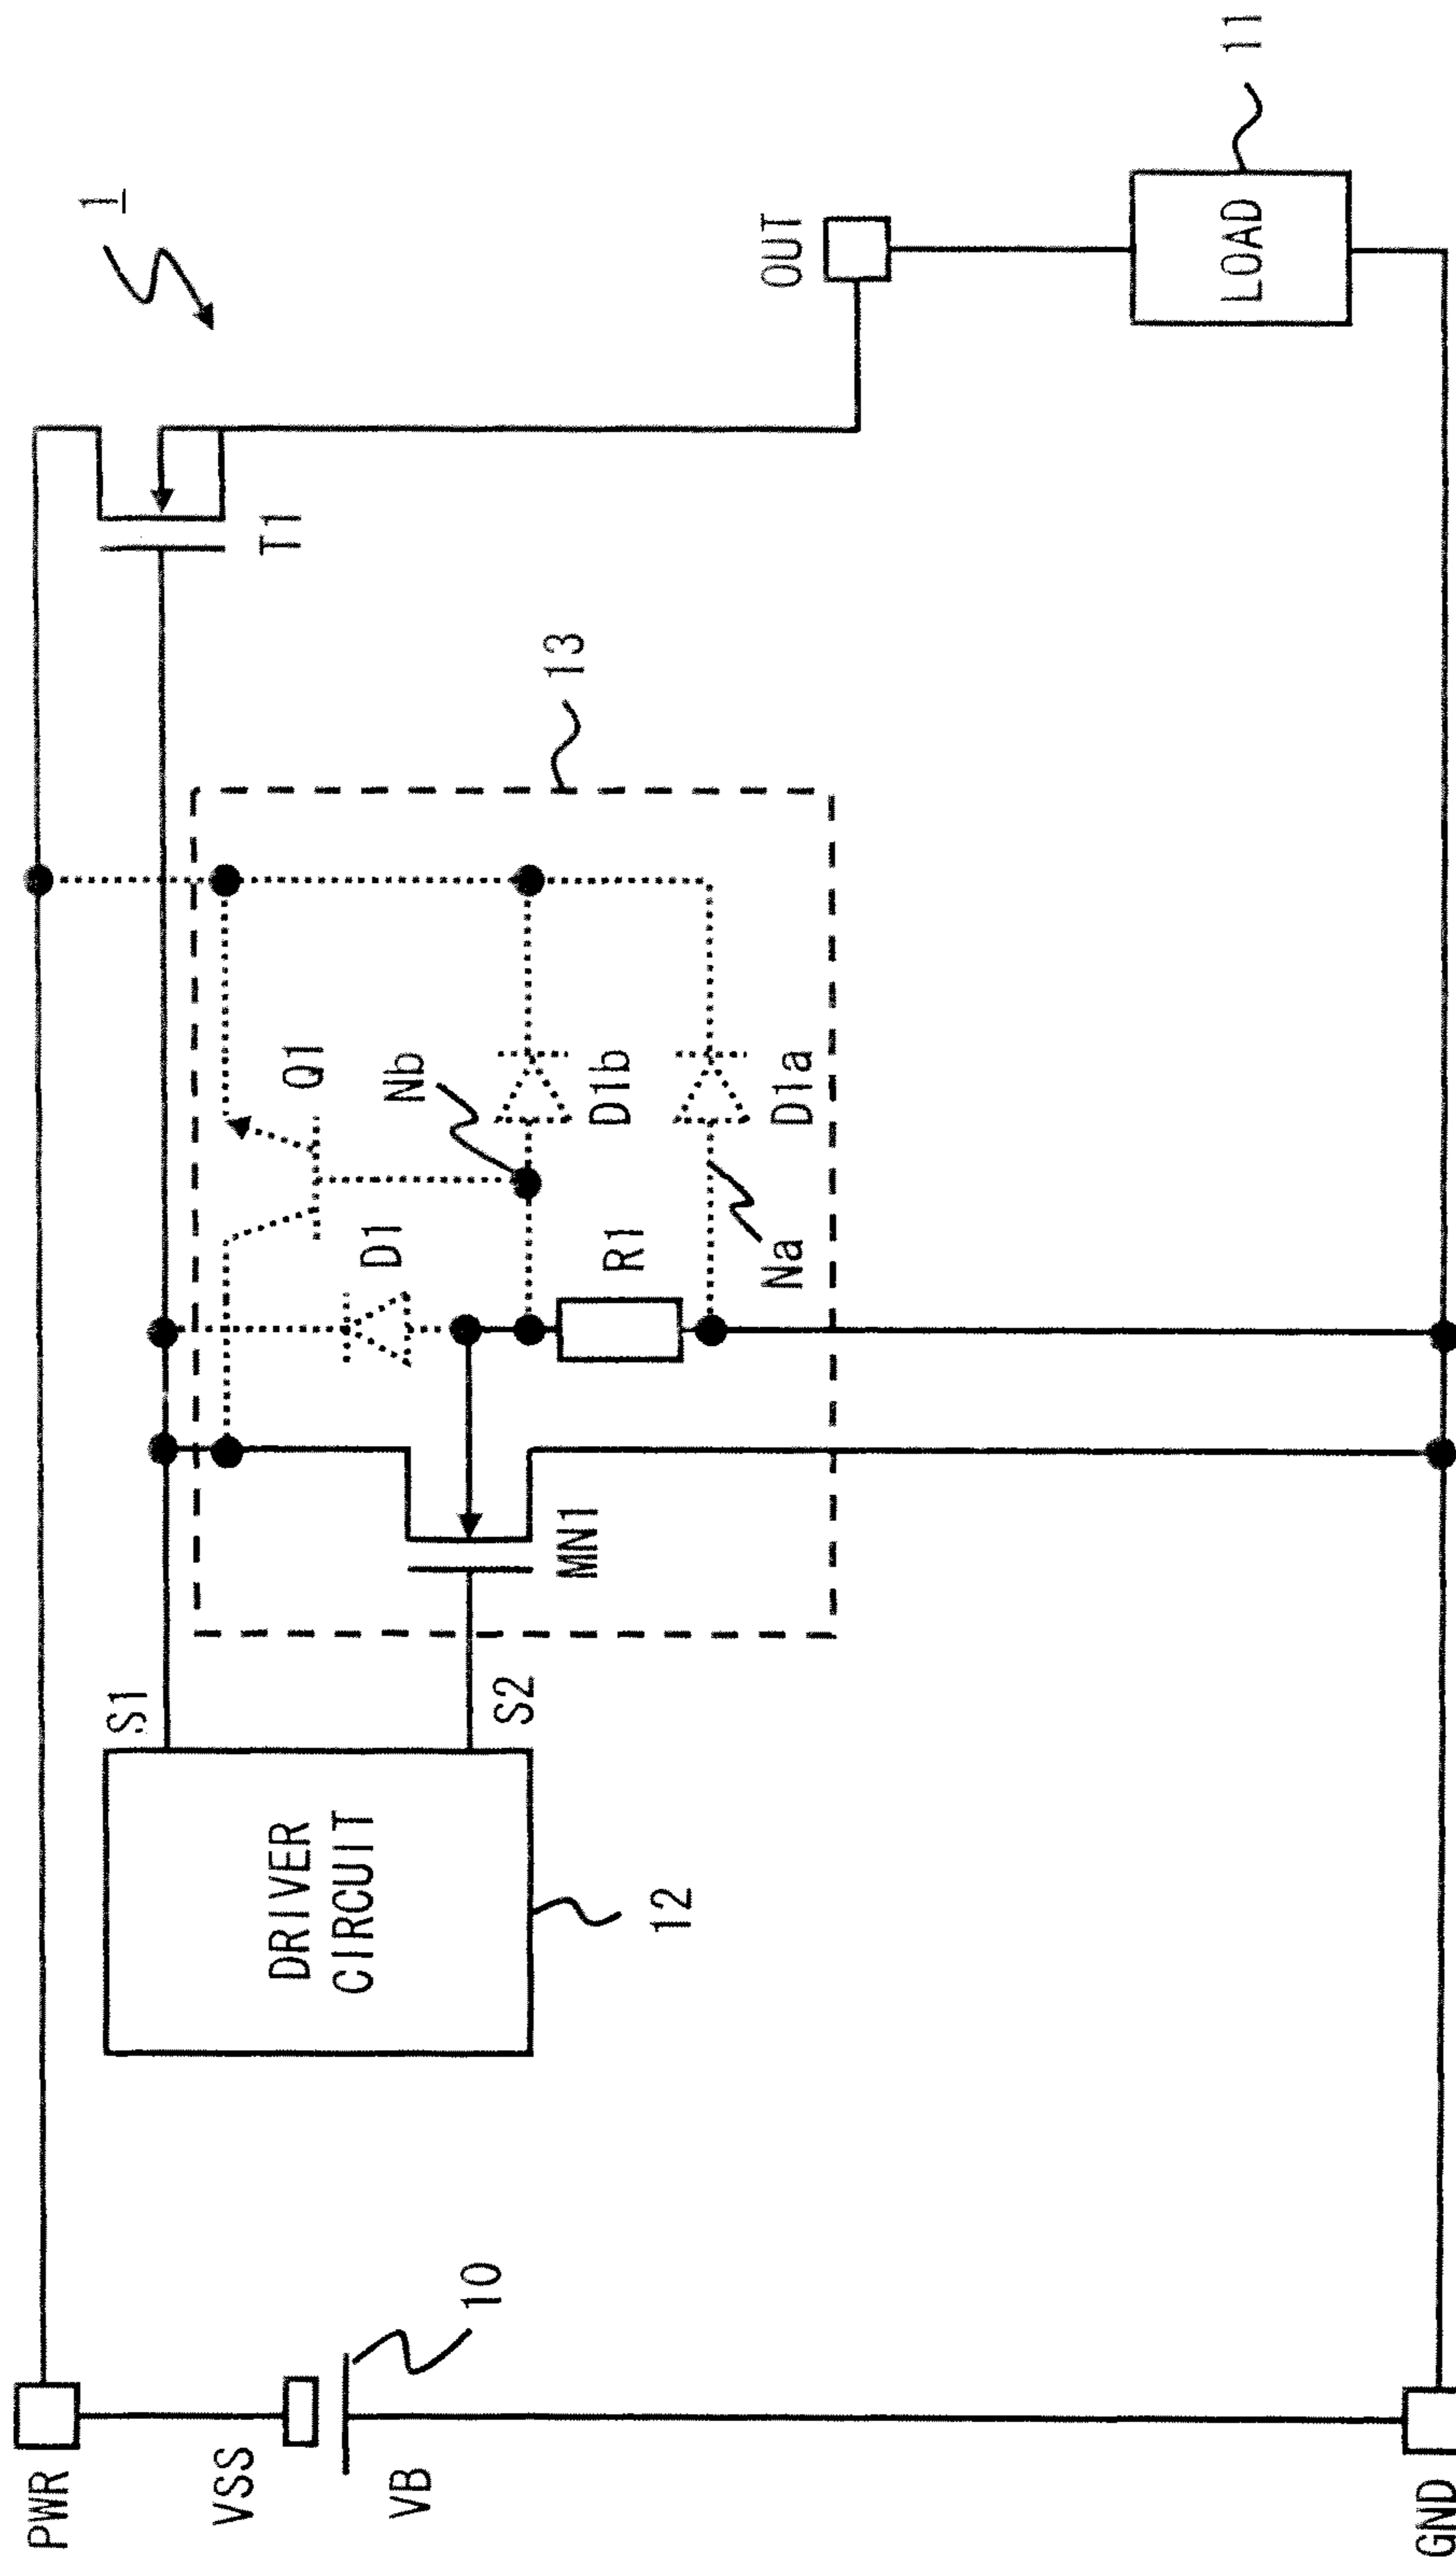 1
PWR
VSS
10
VB
DRIVER
CIRCUIT
12
S1
S2
MN1
D1
Q1
Nb
R1
D1b
D1a
Na
13
T1
OUT
LOAD
11
GND